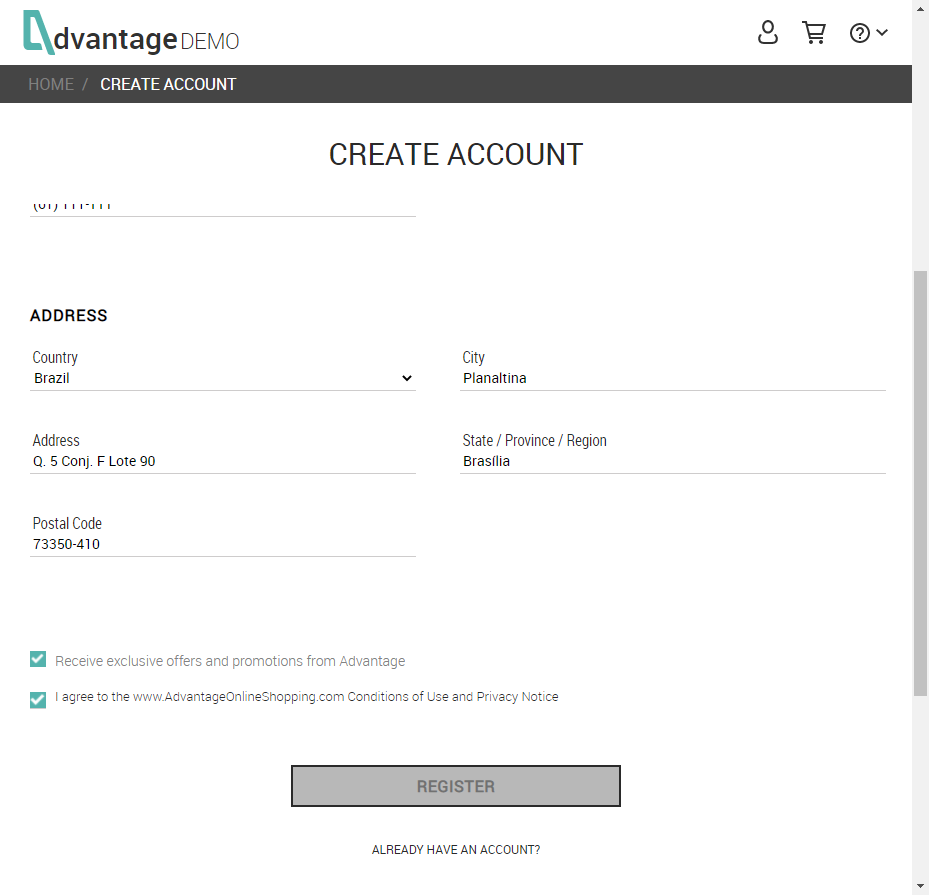 dvantage DEMO
HOME / CREATE ACCOUNT
CREATE ACCOUNT
ADDRESS
Country
City
Brazil
Planaltina
Address
State / Province / Region
Q. 5 Conj. F Lote 90
Brasília
Postal Code
73350-410
Receive exclusive offers and promotions from Advantage
I agree to the www.AdvantageOnlineShopping.com Conditions of Use and Privacy Notice
REGISTER
ALREADY HAVE AN ACCOUNT?